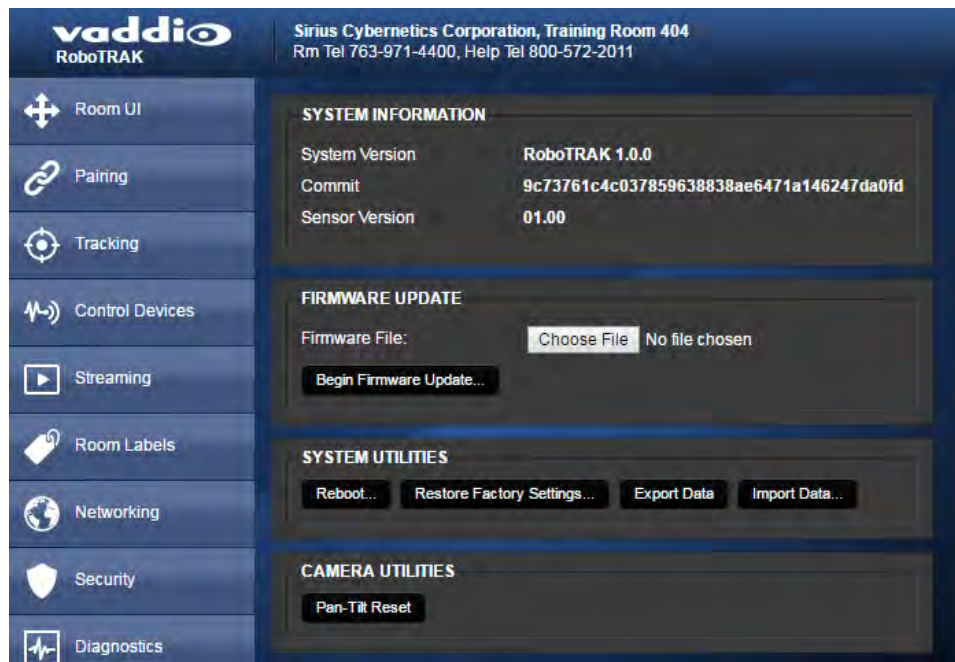 vaddio
RoboTRAK
Sirius Cybernetics Corporation, Training Room 404
Rm Tel 763-971-4400, Help Tel 800-572-2011
Room UI
Pairing
Tracking
Control Devices
Streaming
Room Labels
Networking
Security
Diagnostics
SYSTEM INFORMATION
System Version RoboTRAK 1.0.0
Commit 9c73761c4c037859638838ae6471a146247da0fd
Sensor Version 01.00
FIRMWARE UPDATE
Firmware File: Choose File No file chosen
Begin Firmware Update...
SYSTEM UTILITIES
Reboot... Restore Factory Settings... Export Data Import Data...
CAMERA UTILITIES
Pan-Tilt Reset